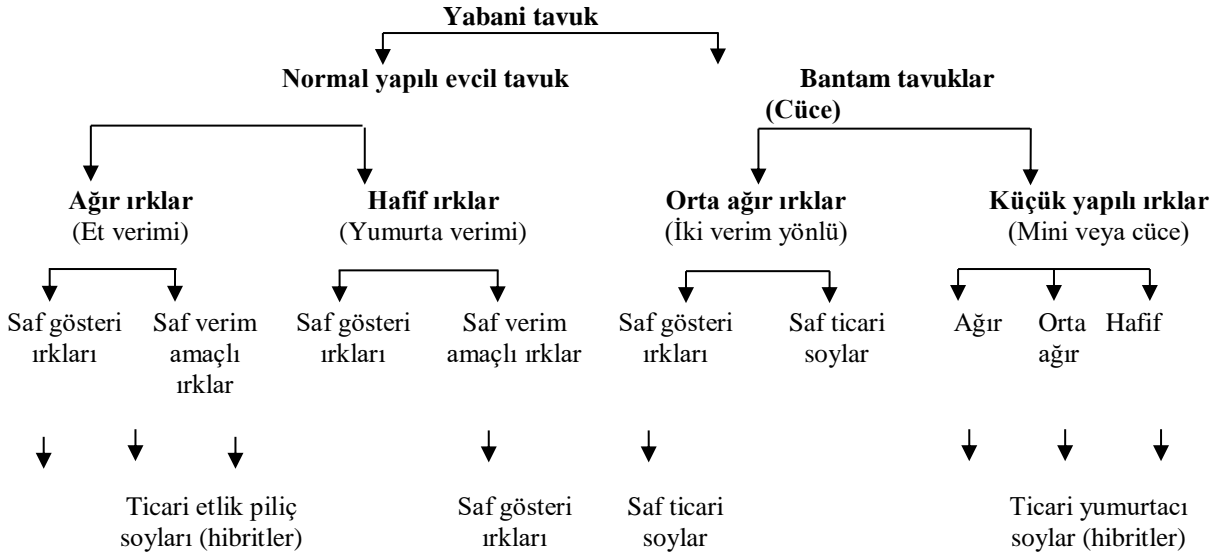 Yabani tavuk
Normal yapılı evcil tavuk
Bantam tavuklar
(Cüce)
Ağır ırklar
(Et verimi)
Hafif ırklar
(Yumurta verimi)
Orta ağır ırklar
(İki verim yönlü)
Küçük yapılı ırklar
(Mini veya cüce)
Saf gösteri
ırkları
Saf verim
amaçlı
ırklar
Saf gösteri
ırkları
Saf verim
amaçlı ırklar
Saf gösteri
ırkları
Saf ticari
soylar
Ağır
Orta
ağır
Hafif
Ticari etlik piliç
soyları (hibritler)
Saf gösteri
ırkları
Saf ticari
soylar
Ticari yumurtacı
soylar (hibritler)